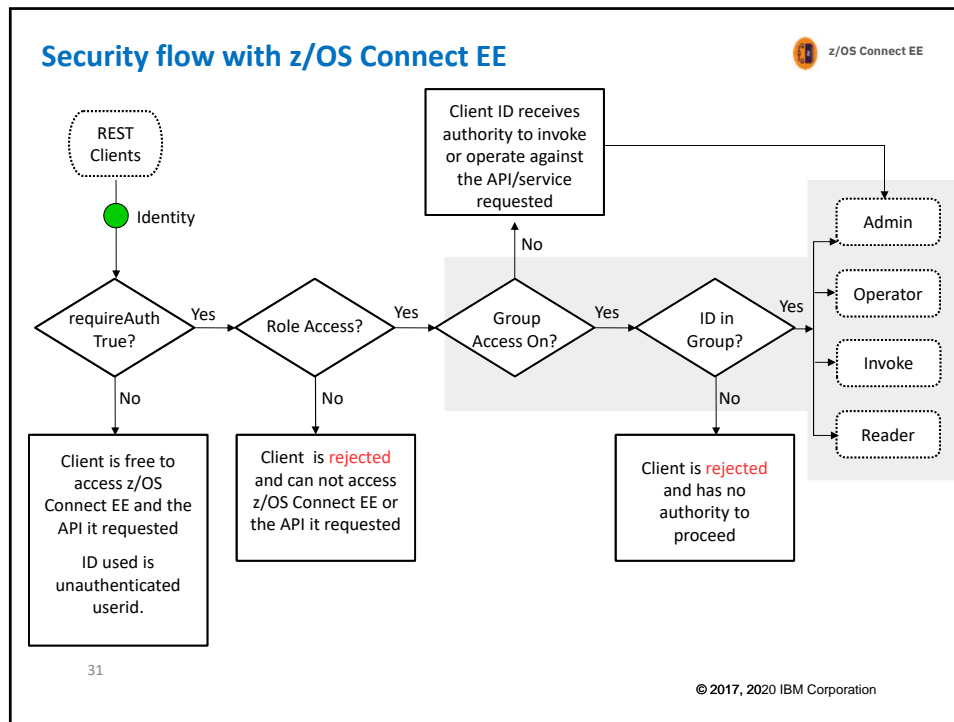 Security flow with z/OS Connect EE
z/OS Connect EE
REST
Clients
Identity
Client ID receives
authority to invoke
or operate against
the API/service
requested
No
Admin
Operator
Invoke
Reader
requireAuth
True?
Yes
Role Access?
Yes
Group
Access On?
Yes
ID in
Group?
Yes
No
No
No
Client is free to
access z/OS
Connect EE and the
API it requested
ID used is
unauthenticated
userid.
Client is rejected
and can not access
z/OS Connect EE or
the API it requested
Client is rejected
and has no
authority to
proceed
31
© 2017, 2020 IBM Corporation